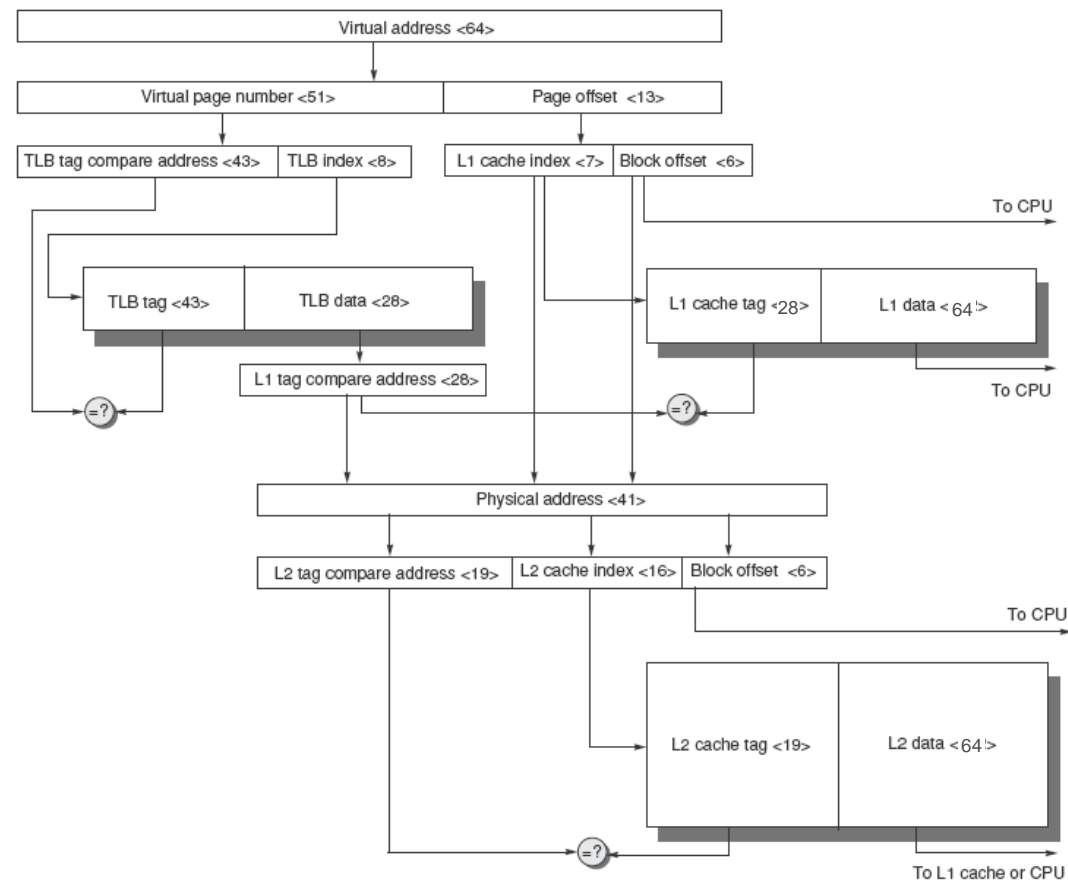 Virtual address <64>
Virtual page number <51>
Page offset <13>
TLB tag compare address <43>
TLB index <8>
L1 cache index <7>
Block offset <6>
To CPU
TLB tag <43>
TLB data <28>
L1 cache tag <28>
L1 data <64>
L1 tag compare address <28>
To CPU
=?
=?
Physical address <41>
L2 tag compare address <19>
L2 cache index <16>
Block offset <6>
To CPU
L2 cache tag <19>
L2 data <64>
=?
To L1 cache or CPU